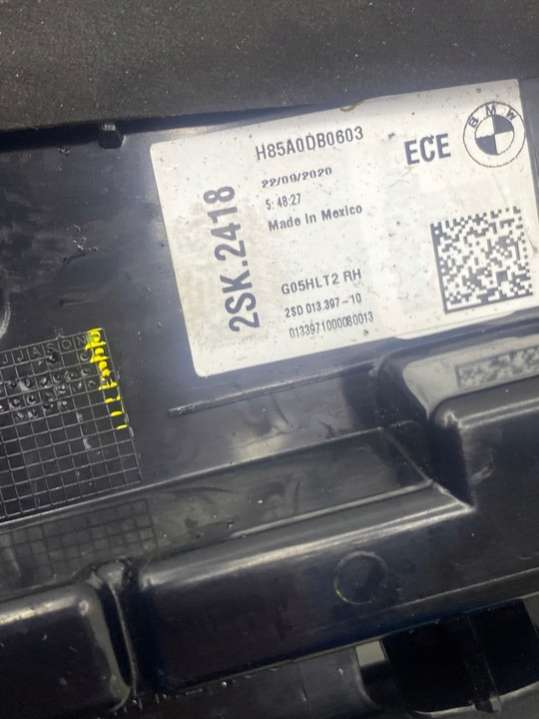 H85A0DB0603
ECE
BMW
22/09/2020
5:48:27
Made in Mexico
2SK.2418
G05HLT2 RH
2SD 013.397-10
0133971000080013
JJASON